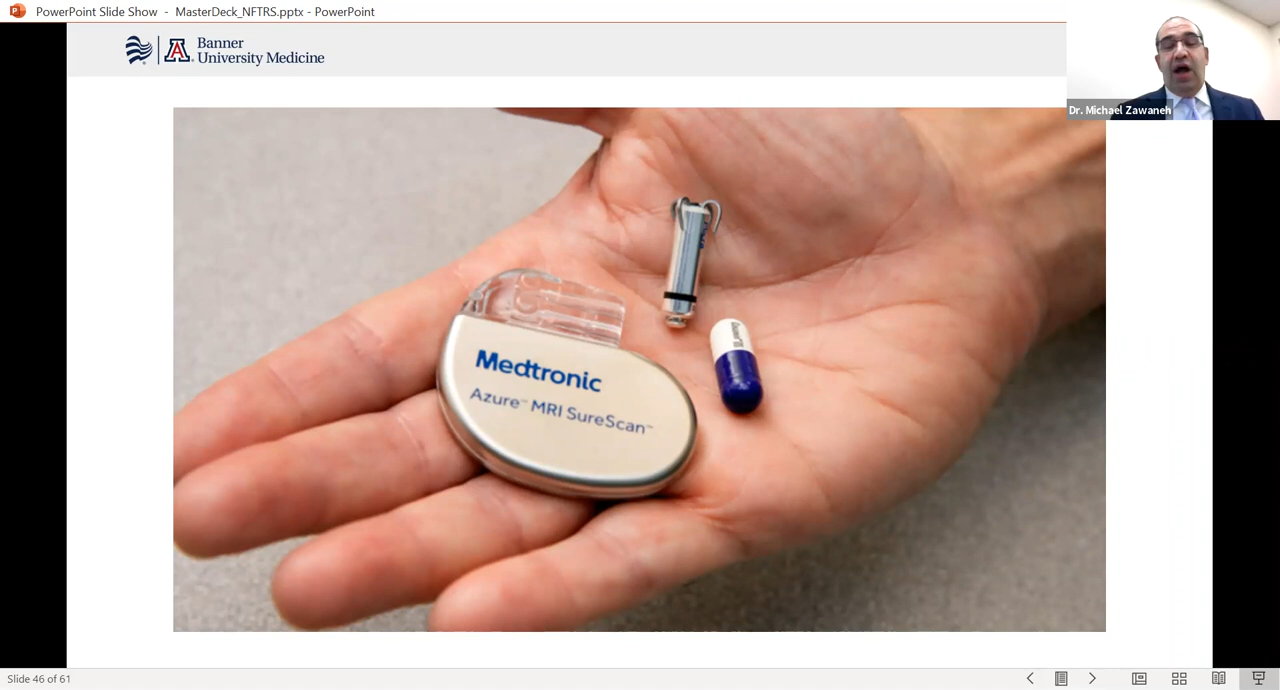 PowerPoint Slide Show - MasterDeck_NFTRS.pptx - PowerPoint
Banner
University Medicine
Dr. Michael Zawaneh
Medtronic
Azure™ MRI SureScan™
Slide 46 of 61